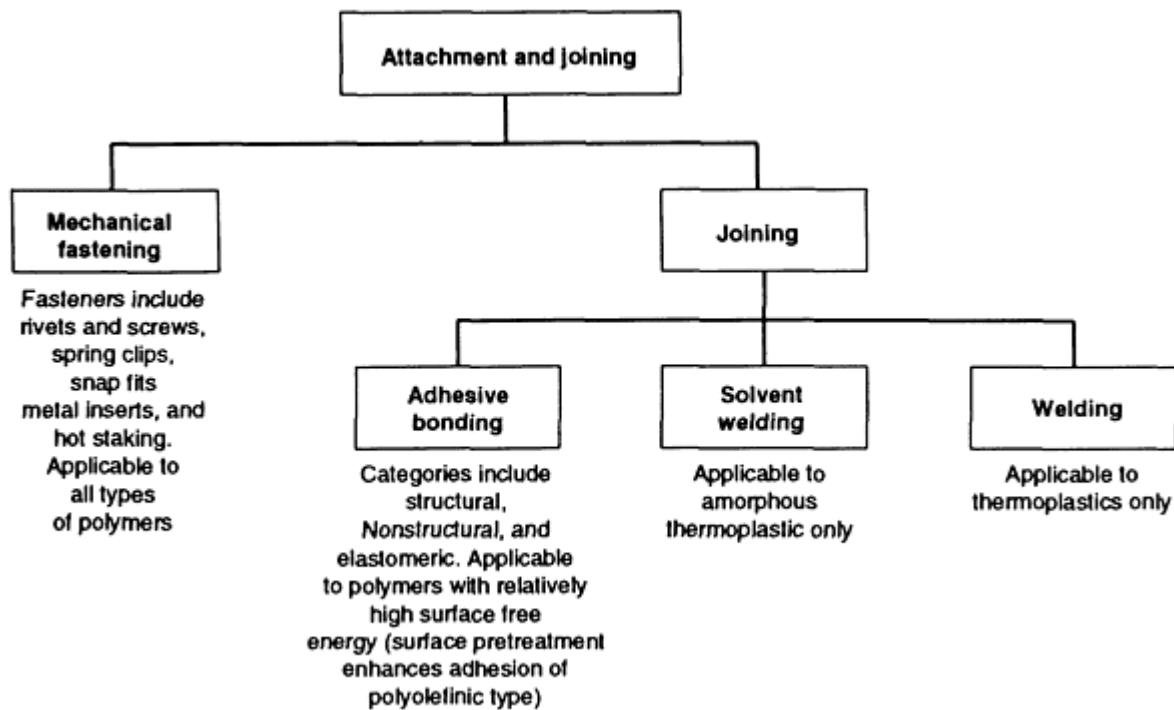 Attachment and joining
Mechanical
fastening
Fasteners include
rivets and screws,
spring clips,
snap fits
metal inserts, and
hot staking.
Applicable to
all types
of polymers
Joining
Adhesive
bonding
Categories include
structural,
Nonstructural, and
elastomeric. Applicable
to polymers with relatively
high surface free
energy (surface pretreatment
enhances adhesion of
polyolefinic type)
Solvent
welding
Applicable to
amorphous
thermoplastic only
Welding
Applicable to
thermoplastics only